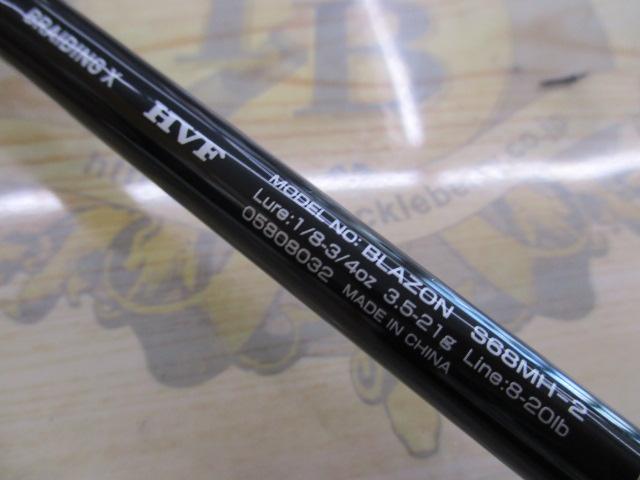 BRAIDING X
HVF
MODEL NO: BLAZON S68MH-2
Lure:1/8-3/4oz 3.5-21g Line:8-20lb
05808032 MADE IN CHINA
B